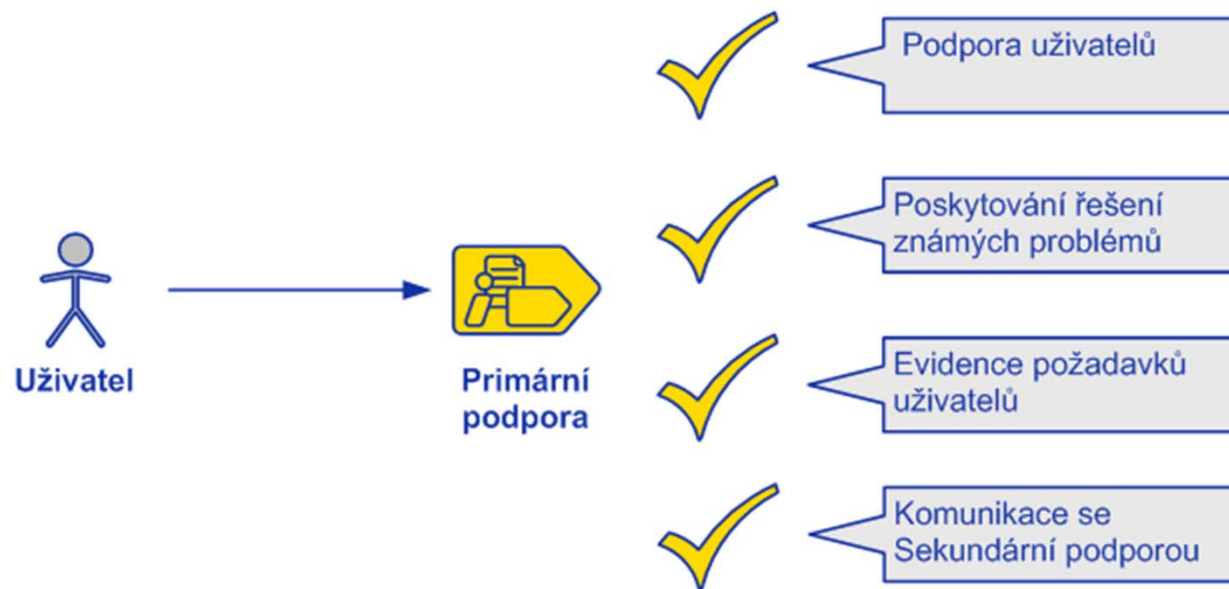 Uživatel
Primární
podpora
Podpora uživatelů
Poskytování řešení
známých problémů
Evidence požadavků
uživatelů
Komunikace se
Sekundární podporou